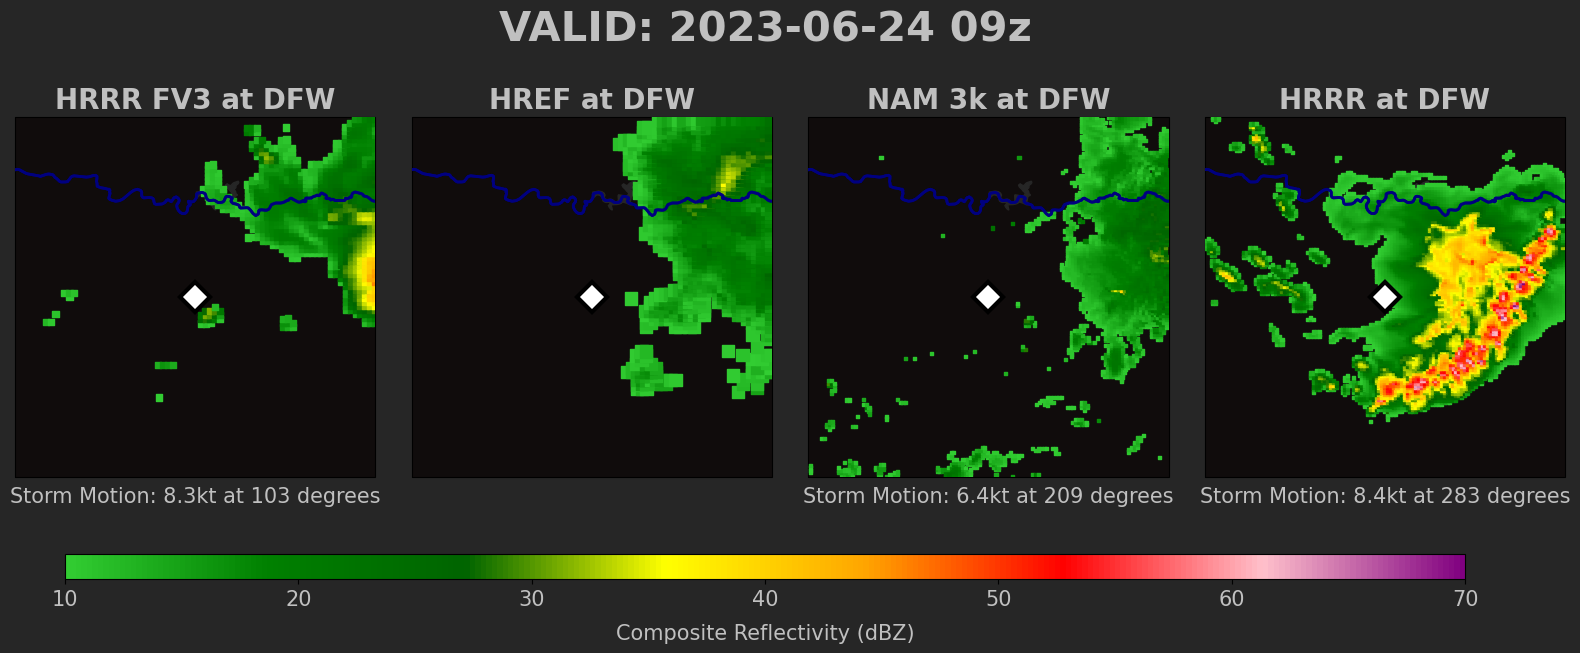 VALID: 2023-06-24 09z
HRRR FV3 at DFW
HREF at DFW
NAM 3k at DFW
HRRR at DFW
Storm Motion: 8.3kt at 103 degrees
Storm Motion: 6.4kt at 209 degrees
Storm Motion: 8.4kt at 283 degrees
10 20 30 40 50 60 70
Composite Reflectivity (dBZ)